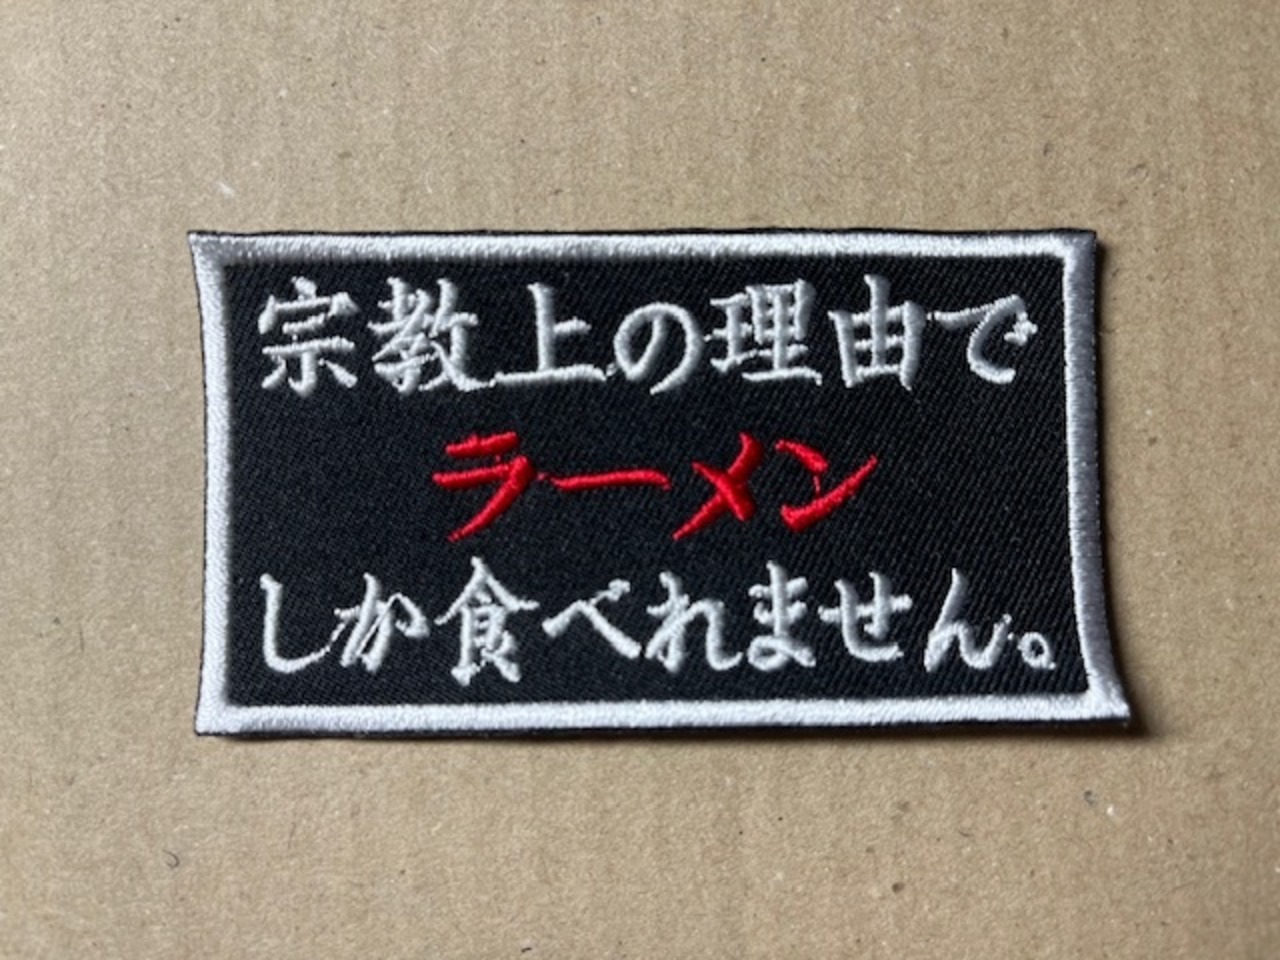 宗教上の理由で
ラーメン
しか食べれません。